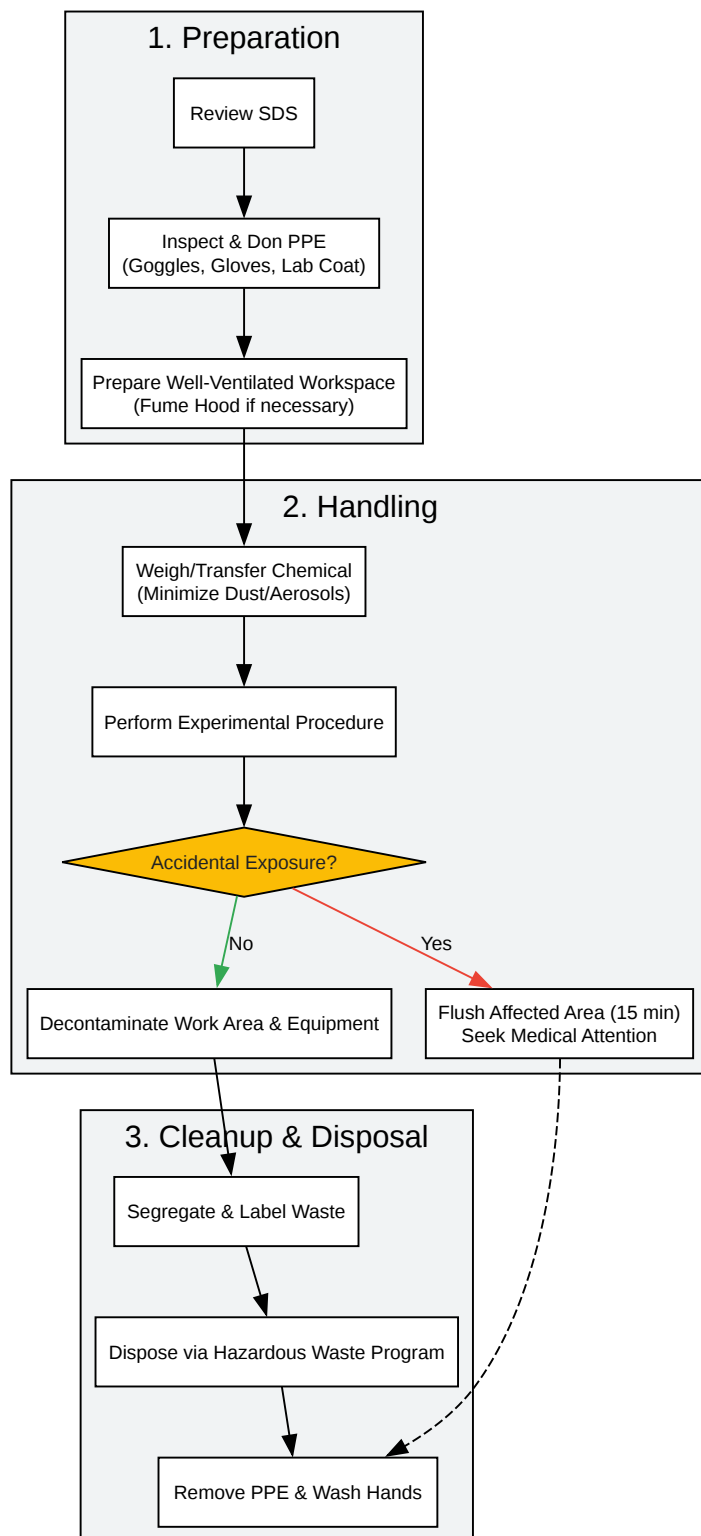 1. Preparation
Review SDS
Inspect & Don PPE
(Goggles, Gloves, Lab Coat)
Prepare Well-Ventilated Workspace
(Fume Hood if necessary)
2. Handling
Weigh/Transfer Chemical
(Minimize Dust/Aerosols)
Perform Experimental Procedure
Accidental Exposure?
No
Yes
Decontaminate Work Area & Equipment
Flush Affected Area (15 min)
Seek Medical Attention
3. Cleanup & Disposal
Segregate & Label Waste
Dispose via Hazardous Waste Program
Remove PPE & Wash Hands